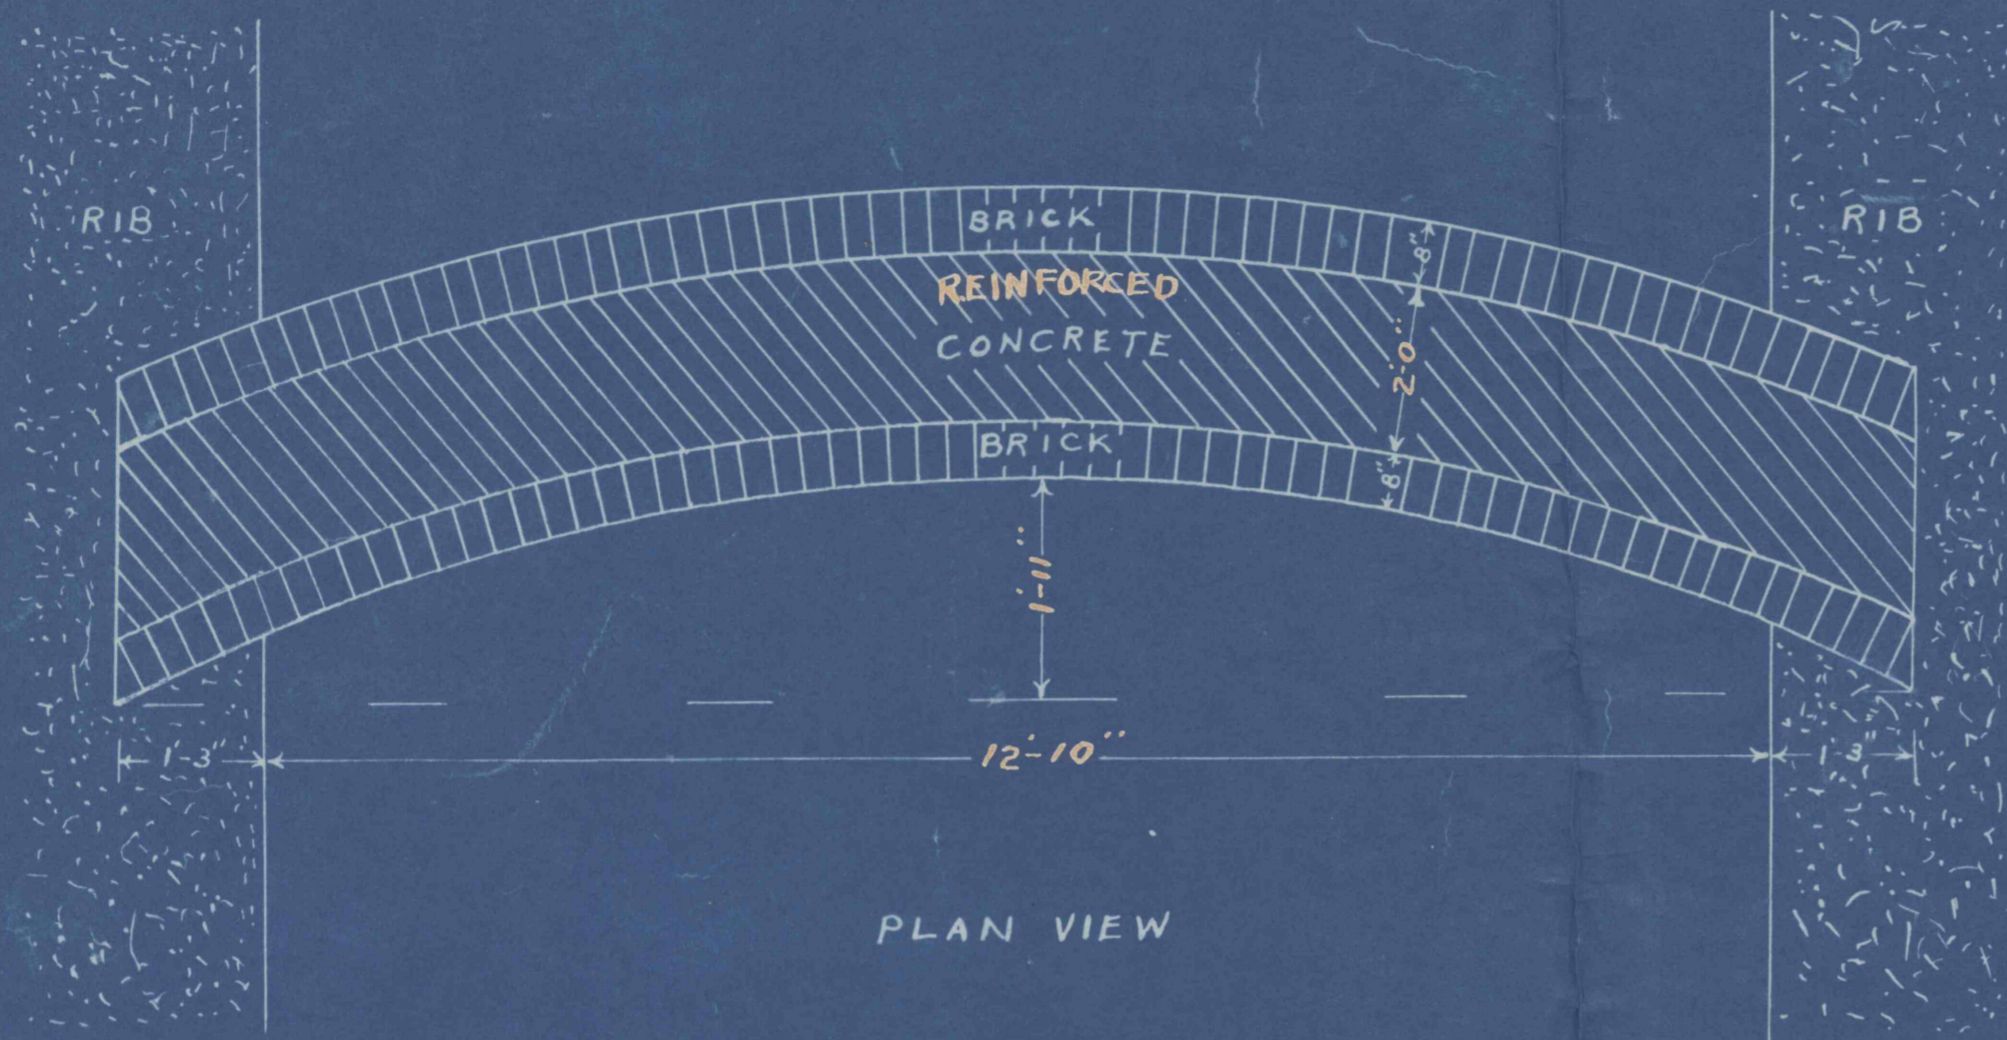 RIB
RIB
BRICK
8"
REINFORCED
CONCRETE
2'-0"
BRICK
8"
1'-11"
1'-3"
12'-10"
1'-3"
PLAN VIEW